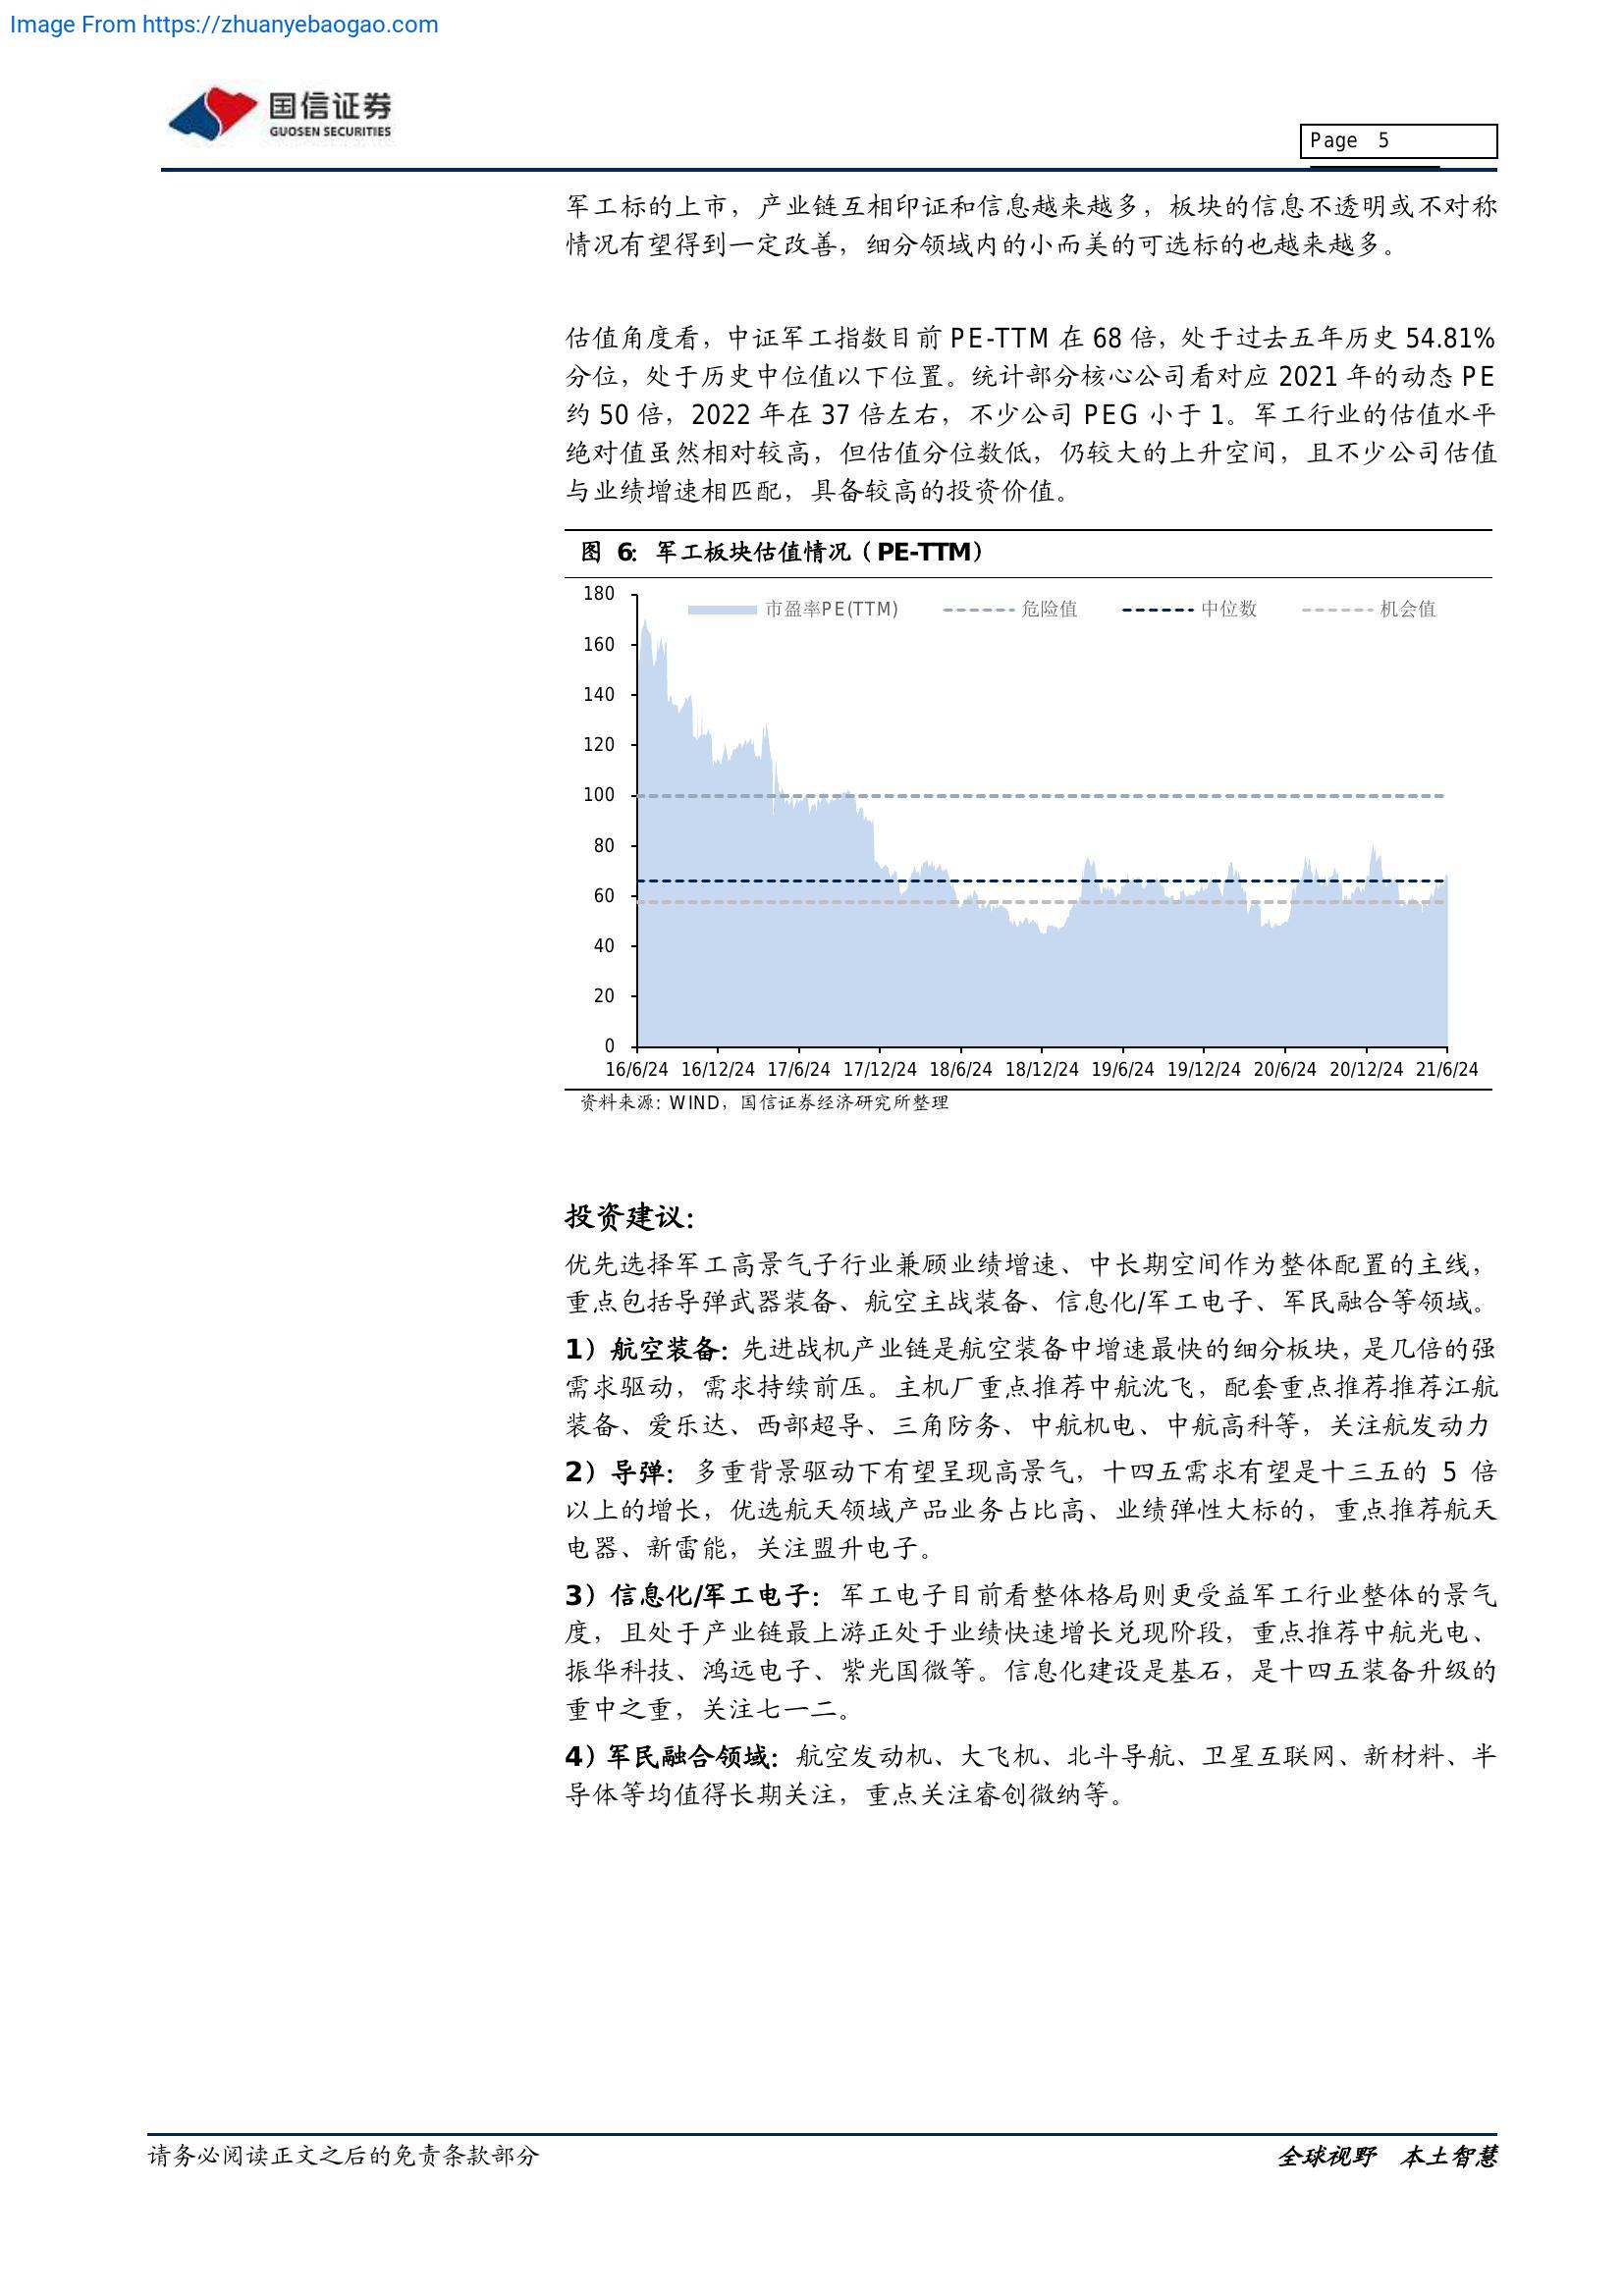 Image From https://zhuanyebaogao.com
国信证券
GUOSEN SECURITIES
Page 5
军工标的上市，产业链互相印证和信息越来越多，板块的信息不透明或不对称
情况有望得到一定改善，细分领域内的小而美的可选标的也越来越多。
估值角度看，中证军工指数目前 PE-TTM 在 68 倍，处于过去五年历史 54.81%
分位，处于历史中位值以下位置。统计部分核心公司看对应 2021 年的动态 PE
约 50 倍，2022 年在 37 倍左右，不少公司 PEG 小于 1。军工行业的估值水平
绝对值虽然相对较高，但估值分位数低，仍较大的上升空间，且不少公司估值
与业绩增速相匹配，具备较高的投资价值。
图 6：军工板块估值情况（PE-TTM）
市盈率PE(TTM) 危险值 中位数 机会值
180
160
140
120
100
80
60
40
20
0
16/6/24 16/12/24 17/6/24 17/12/24 18/6/24 18/12/24 19/6/24 19/12/24 20/6/24 20/12/24 21/6/24
资料来源：WIND，国信证券经济研究所整理
投资建议：
优先选择军工高景气子行业兼顾业绩增速、中长期空间作为整体配置的主线，
重点包括导弹武器装备、航空主战装备、信息化/军工电子、军民融合等领域。
1）航空装备：先进战机产业链是航空装备中增速最快的细分板块，是几倍的强
需求驱动，需求持续前压。主机厂重点推荐中航沈飞，配套重点推荐推荐江航
装备、爱乐达、西部超导、三角防务、中航机电、中航高科等，关注航发动力
2）导弹：多重背景驱动下有望呈现高景气，十四五需求有望是十三五的 5 倍
以上的增长，优选航天领域产品业务占比高、业绩弹性大标的，重点推荐航天
电器、新雷能，关注盟升电子。
3）信息化/军工电子：军工电子目前看整体格局则更受益军工行业整体的景气
度，且处于产业链最上游正处于业绩快速增长兑现阶段，重点推荐中航光电、
振华科技、鸿远电子、紫光国微等。信息化建设是基石，是十四五装备升级的
重中之重，关注七一二。
4）军民融合领域：航空发动机、大飞机、北斗导航、卫星互联网、新材料、半
导体等均值得长期关注，重点关注睿创微纳等。
请务必阅读正文之后的免责条款部分
全球视野 本土智慧